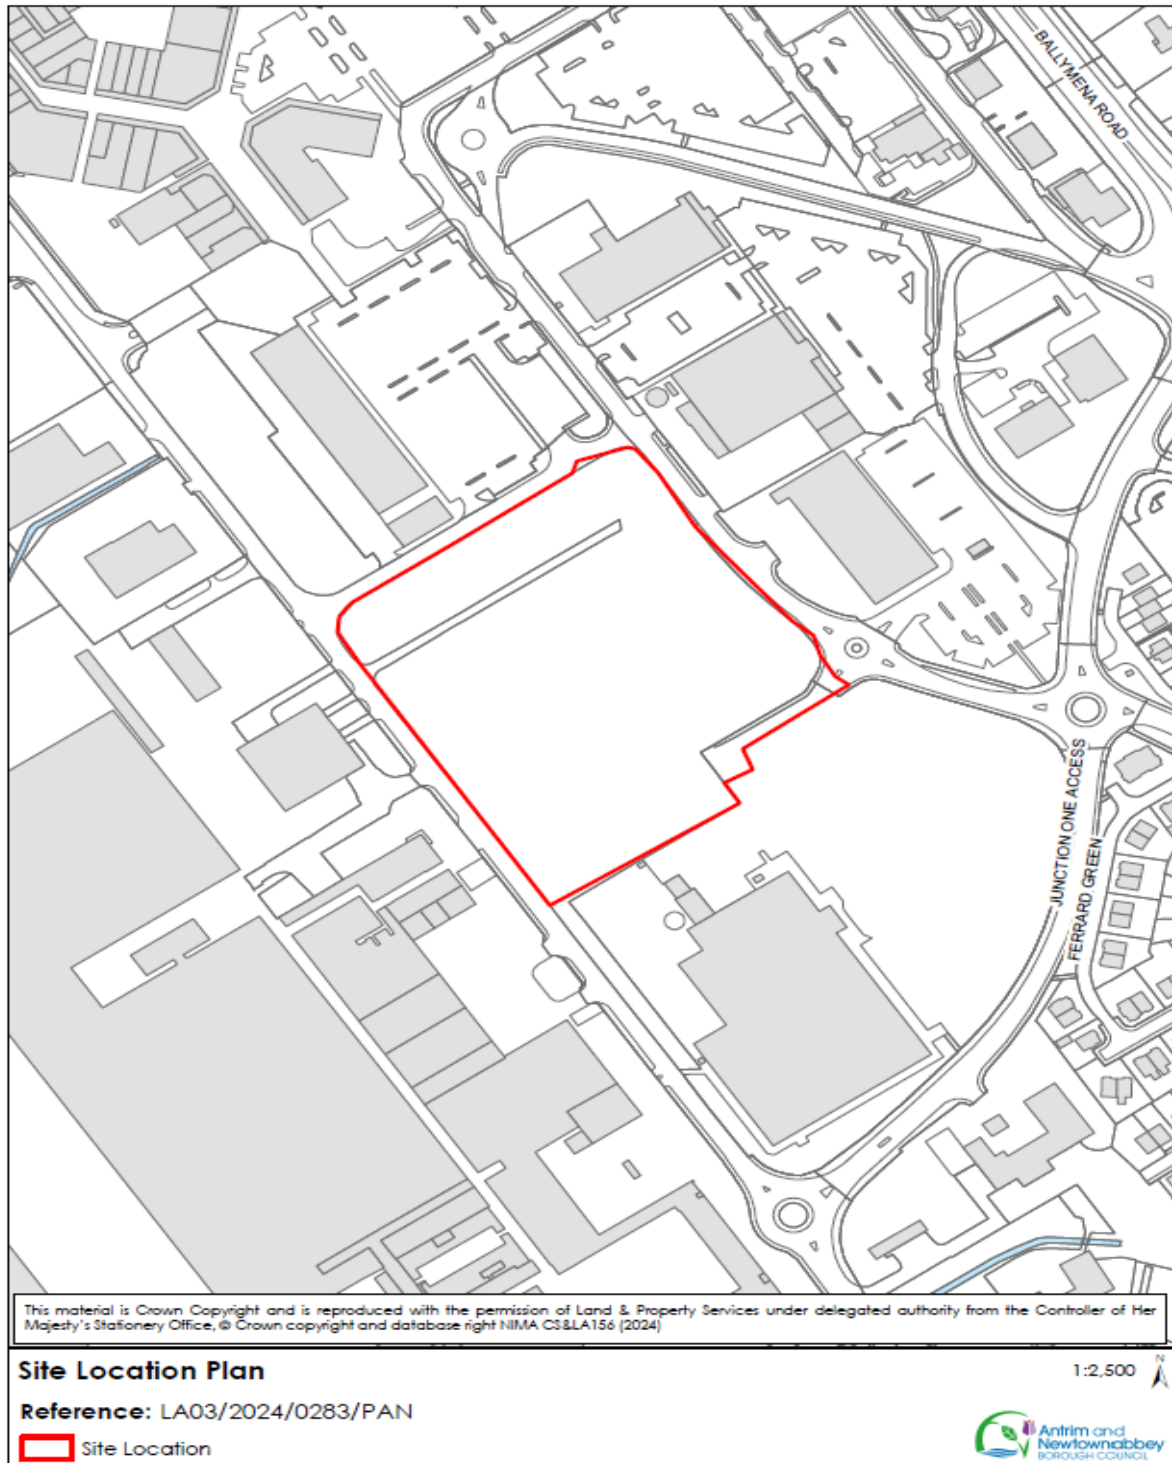 BALLYMENA ROAD
JUNCTION ONE ACCESS
FERRARD GREEN
This material is Crown Copyright and is reproduced with the permission of Land & Property Services under delegated authority from the Controller of Her
Majesty's Stationery Office, © Crown copyright and database right NIMA CS&LA156 (2024)
Site Location Plan
1:2,500
N
Reference: LA03/2024/0283/PAN
Site Location
Antrim and
Newtownabbey
BOROUGH COUNCIL